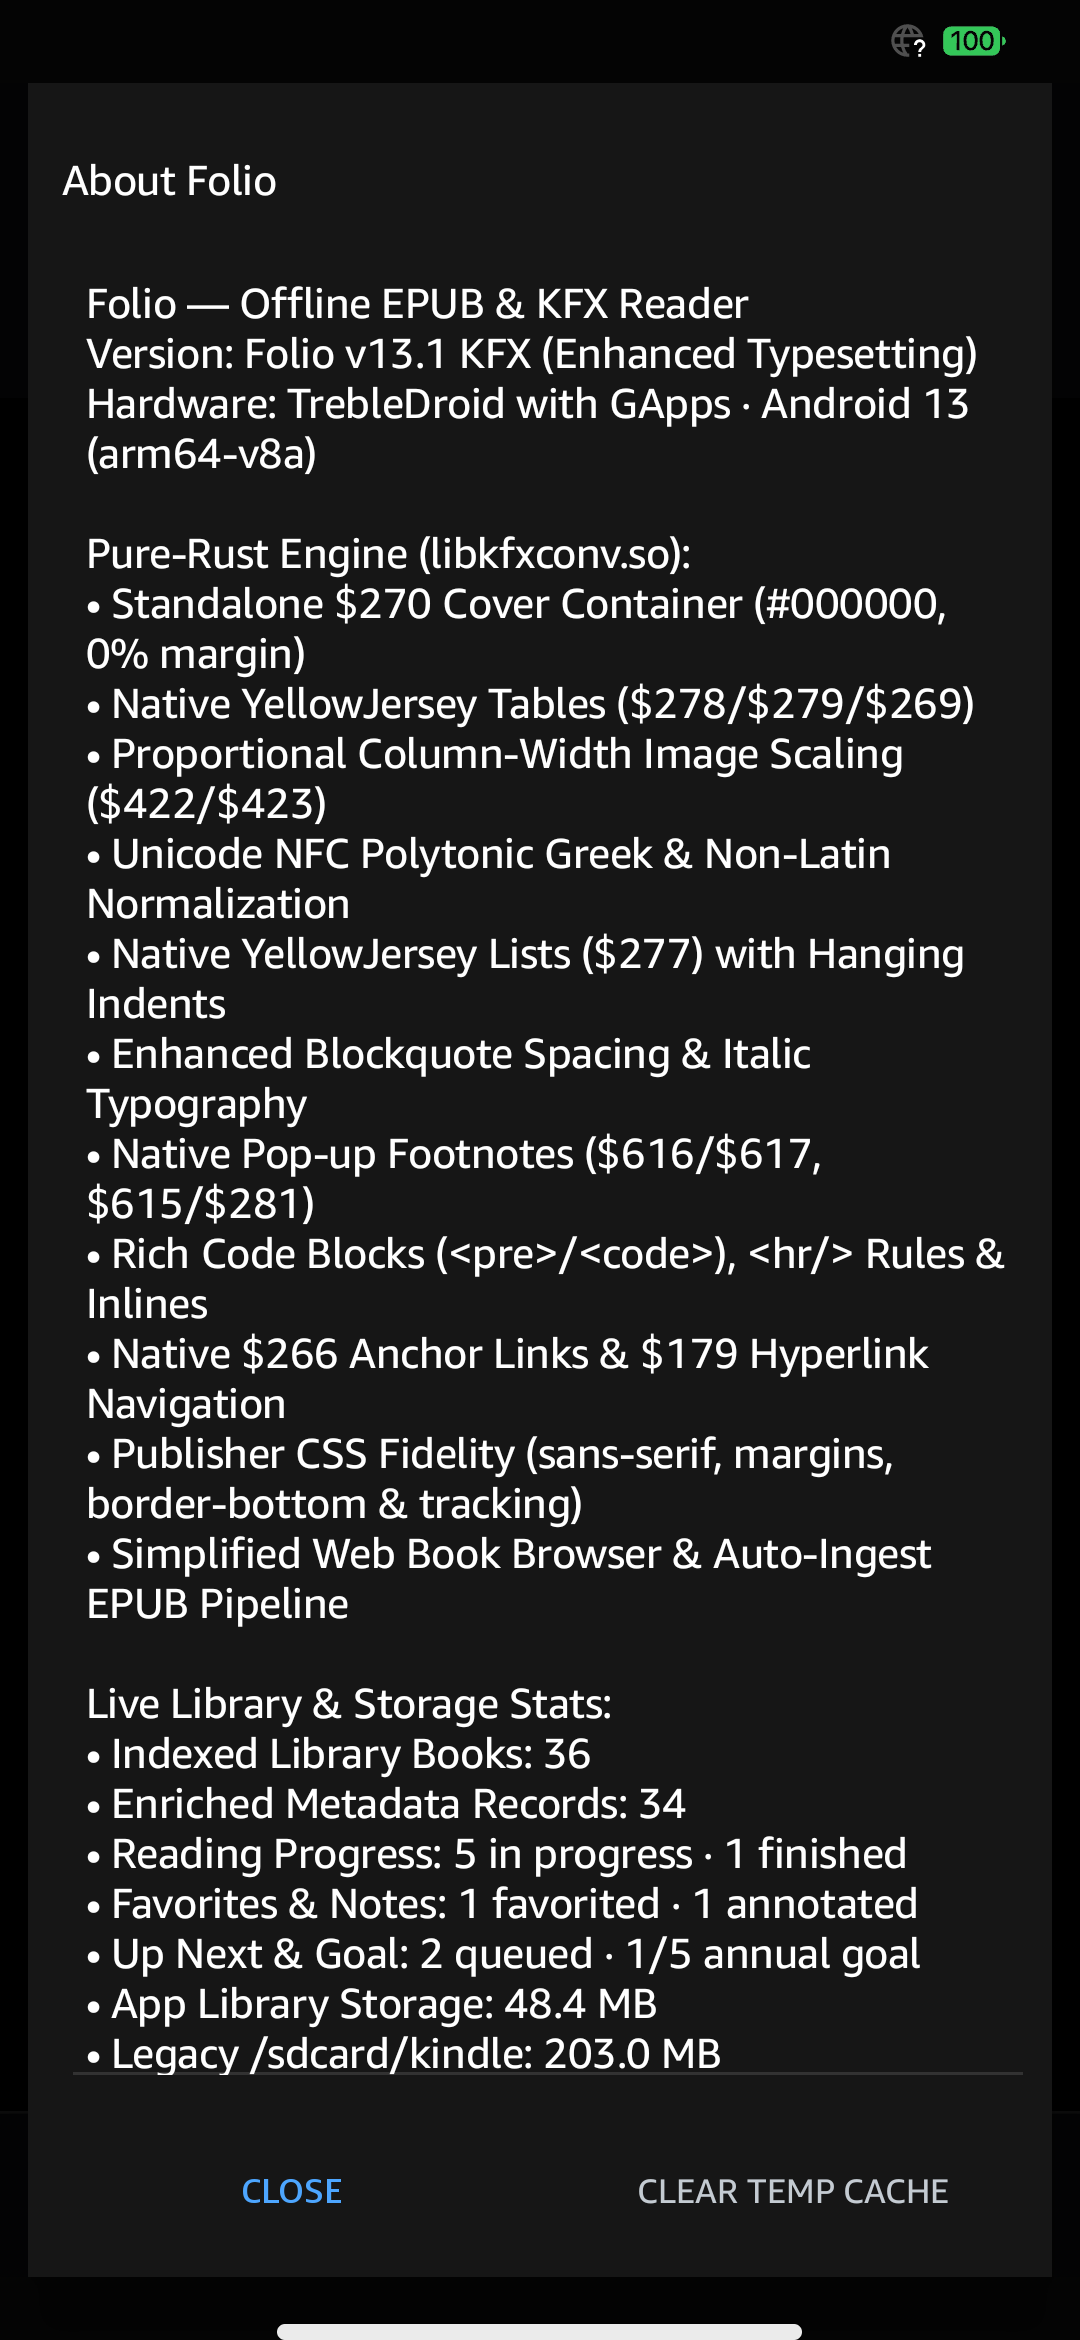 100
About Folio
Folio — Offline EPUB & KFX Reader
Version: Folio v13.1 KFX (Enhanced Typesetting)
Hardware: TrebleDroid with GApps · Android 13
(arm64-v8a)
Pure-Rust Engine (libkfxconv.so):
• Standalone $270 Cover Container (#000000,
0% margin)
• Native YellowJersey Tables ($278/$279/$269)
• Proportional Column-Width Image Scaling
($422/$423)
• Unicode NFC Polytonic Greek & Non-Latin
Normalization
• Native YellowJersey Lists ($277) with Hanging
Indents
• Enhanced Blockquote Spacing & Italic
Typography
• Native Pop-up Footnotes ($616/$617,
$615/$281)
• Rich Code Blocks (<pre>/<code>), <hr/> Rules &
Inlines
• Native $266 Anchor Links & $179 Hyperlink
Navigation
• Publisher CSS Fidelity (sans-serif, margins,
border-bottom & tracking)
• Simplified Web Book Browser & Auto-Ingest
EPUB Pipeline
Live Library & Storage Stats:
• Indexed Library Books: 36
• Enriched Metadata Records: 34
• Reading Progress: 5 in progress · 1 finished
• Favorites & Notes: 1 favorited · 1 annotated
• Up Next & Goal: 2 queued · 1/5 annual goal
• App Library Storage: 48.4 MB
• Legacy /sdcard/kindle: 203.0 MB
CLOSE
CLEAR TEMP CACHE